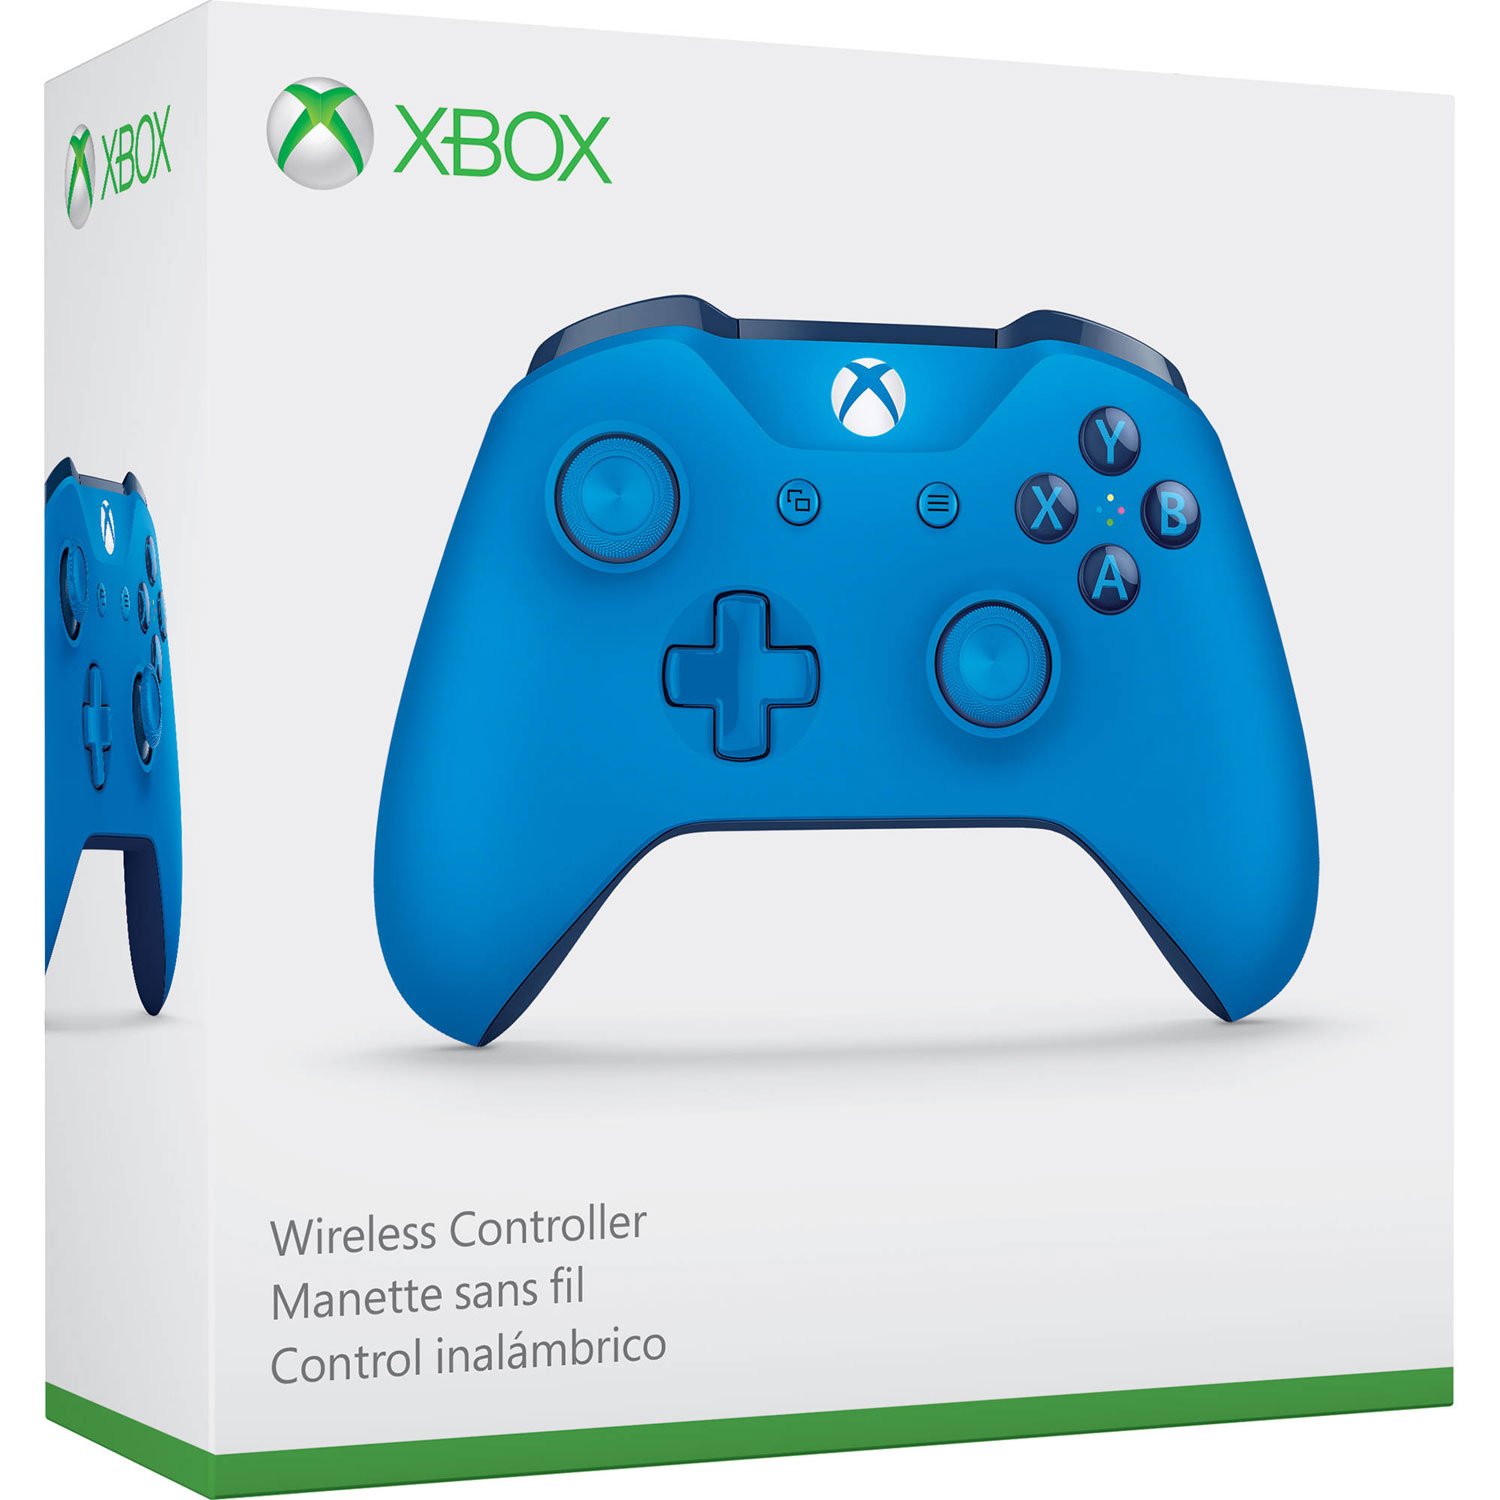 XBOX
XBOX
Y
X
B
A
Wireless Controller
Manette sans fil
Control inalámbrico